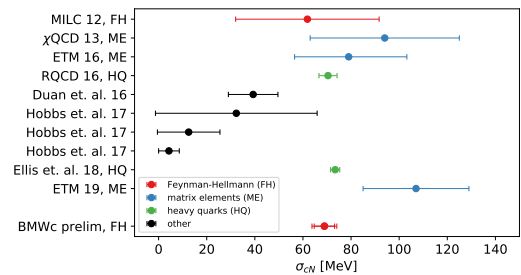 MILC 12, FH
χQCD 13, ME
ETM 16, ME
RQCD 16, HQ
Duan et. al. 16
Hobbs et. al. 17
Hobbs et. al. 17
Hobbs et. al. 17
Ellis et. al. 18, HQ
ETM 19, ME
BMWc prelim, FH
Feynman-Hellmann (FH)
matrix elements (ME)
heavy quarks (HQ)
other
0 20 40 60 80 100 120 140
σcN [MeV]